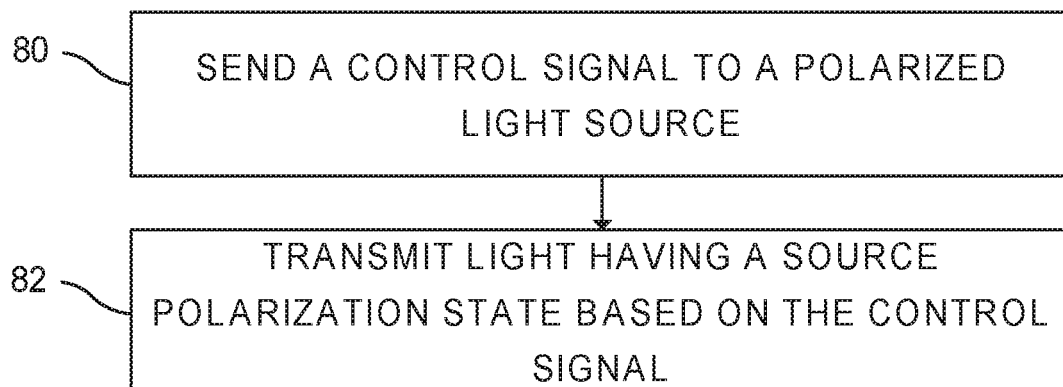 80
SEND A CONTROL SIGNAL TO A POLARIZED
LIGHT SOURCE
82
TRANSMIT LIGHT HAVING A SOURCE
POLARIZATION STATE BASED ON THE CONTROL
SIGNAL